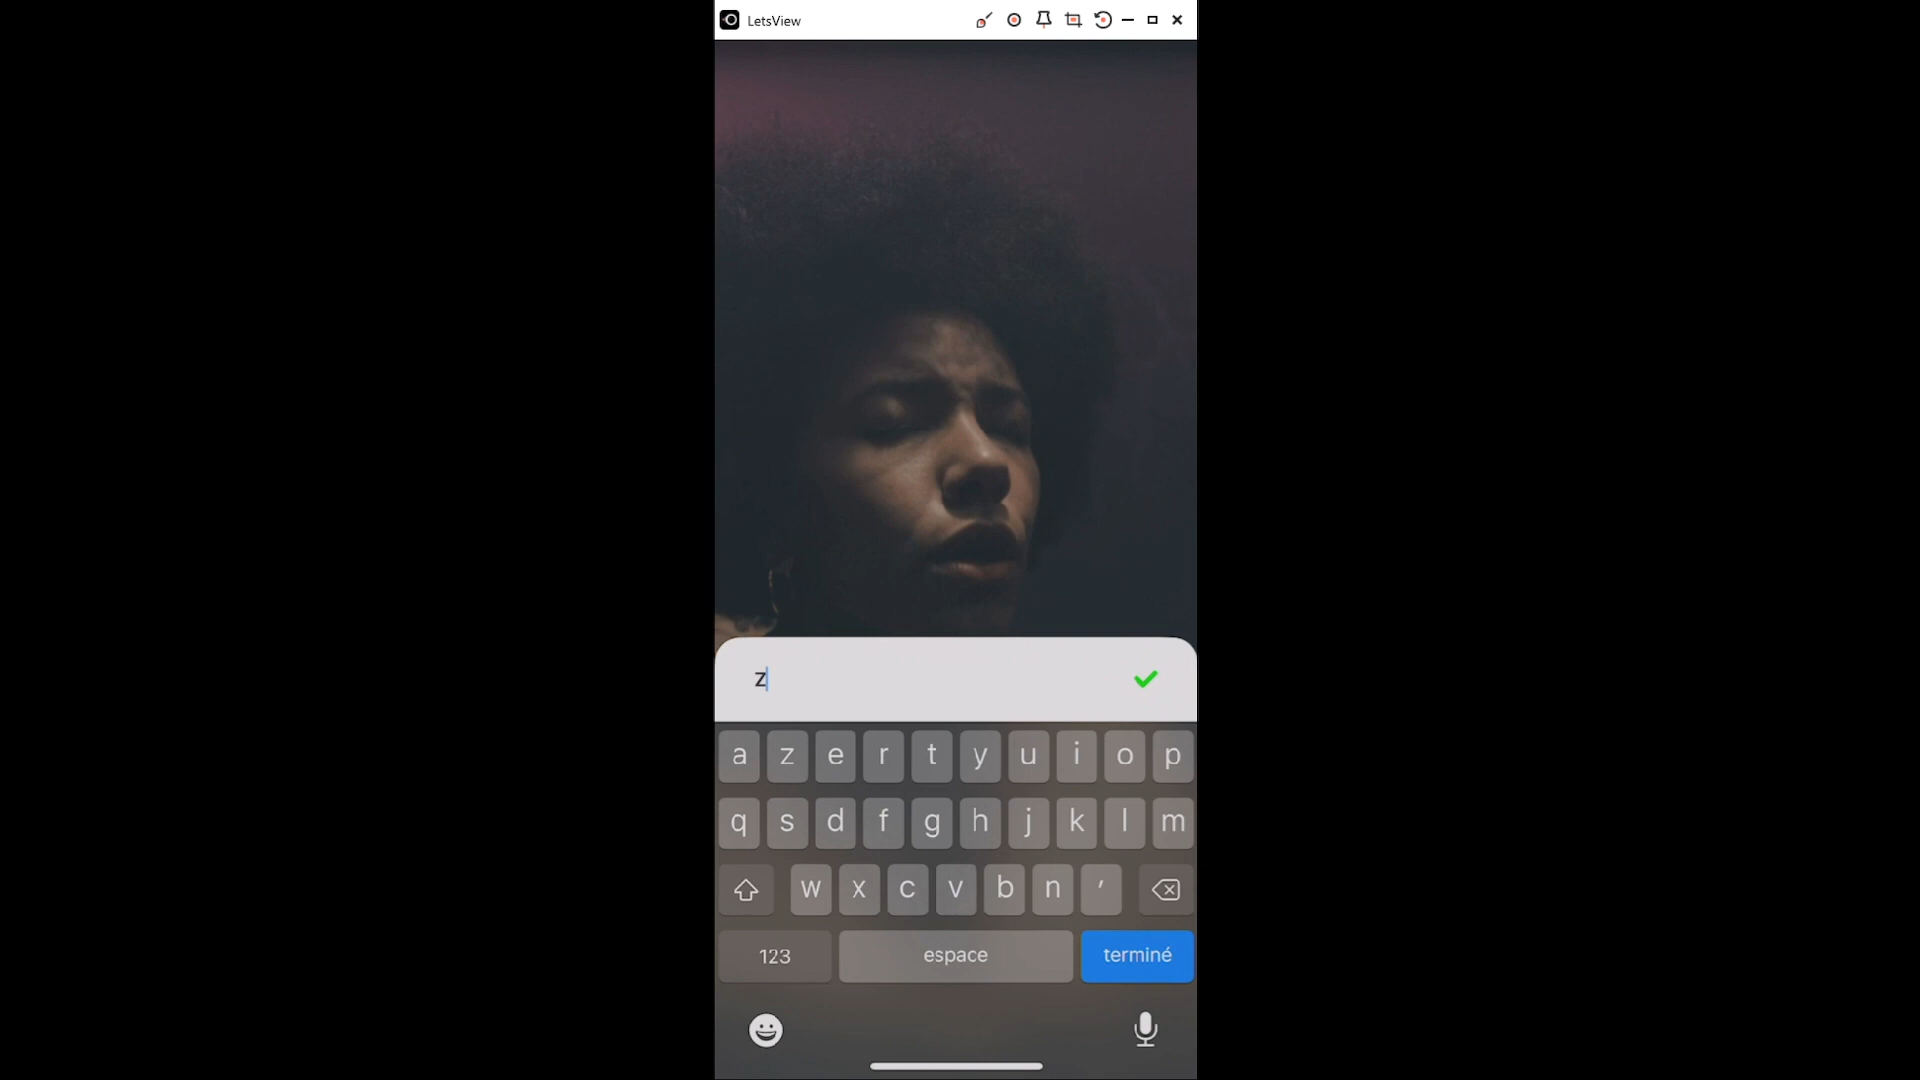 LetsView
z
a z e r t y u i o p
q s d f g h j k l m
w x c v b n '
123 espace terminé